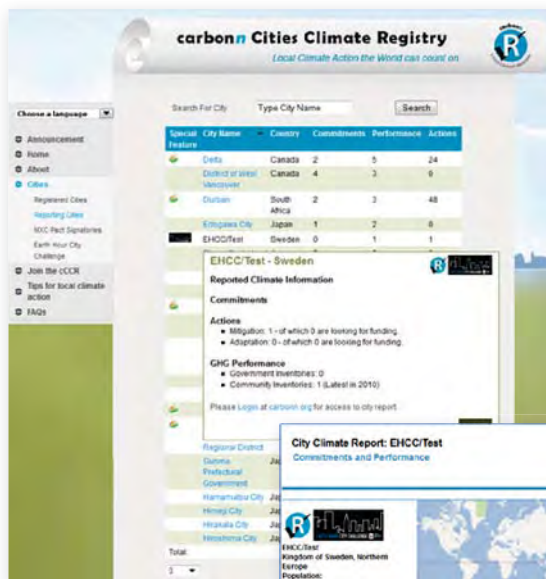 carbonn Cities Climate Registry
Local Climate Action the World can count on
Choose a language
Announcement
Home
About
Cities
Registered Cities
Reporting Cities
MXC Pact Signatories
Earth Hour City
Challenge
Join the cCCR
Tips for local climate
action
FAQs
Search For City Type City Name Search
Special Feature City Name Country Commitments Performance Actions
Delta Canada 2 5 24
District of West Vancouver Canada 4 3 0
Durban South Africa 2 3 48
Edogawa City Japan 1 2 0
EHCC/Test Sweden 0 1 1
EHCC/Test - Sweden
Reported Climate Information
Commitments
Actions
Mitigation: 1 - of which 0 are looking for funding.
Adaptation: 0 - of which 0 are looking for funding.
GHG Performance
Government Inventories: 0
Community Inventories: 1 (Latest in 2010)
Please Login at carbonn.org for access to city report
Regional District
Gunma
Prefectural
Government
Hamamatsu City
Himeji City
Hirakata City
Hiroshima City
Total:
City Climate Report: EHCC/Test
Commitments and Performance
R
EHCC/Test
Kingdom of Sweden, Northern
Europe
Population: